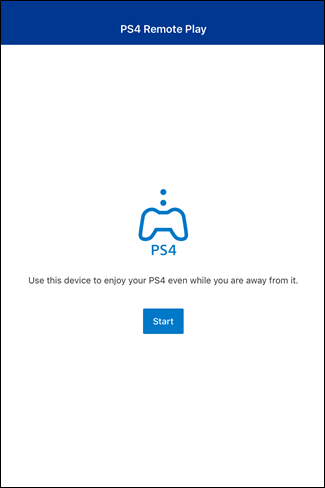 PS4 Remote Play
PS4
Use this device to enjoy your PS4 even while you are away from it.
Start